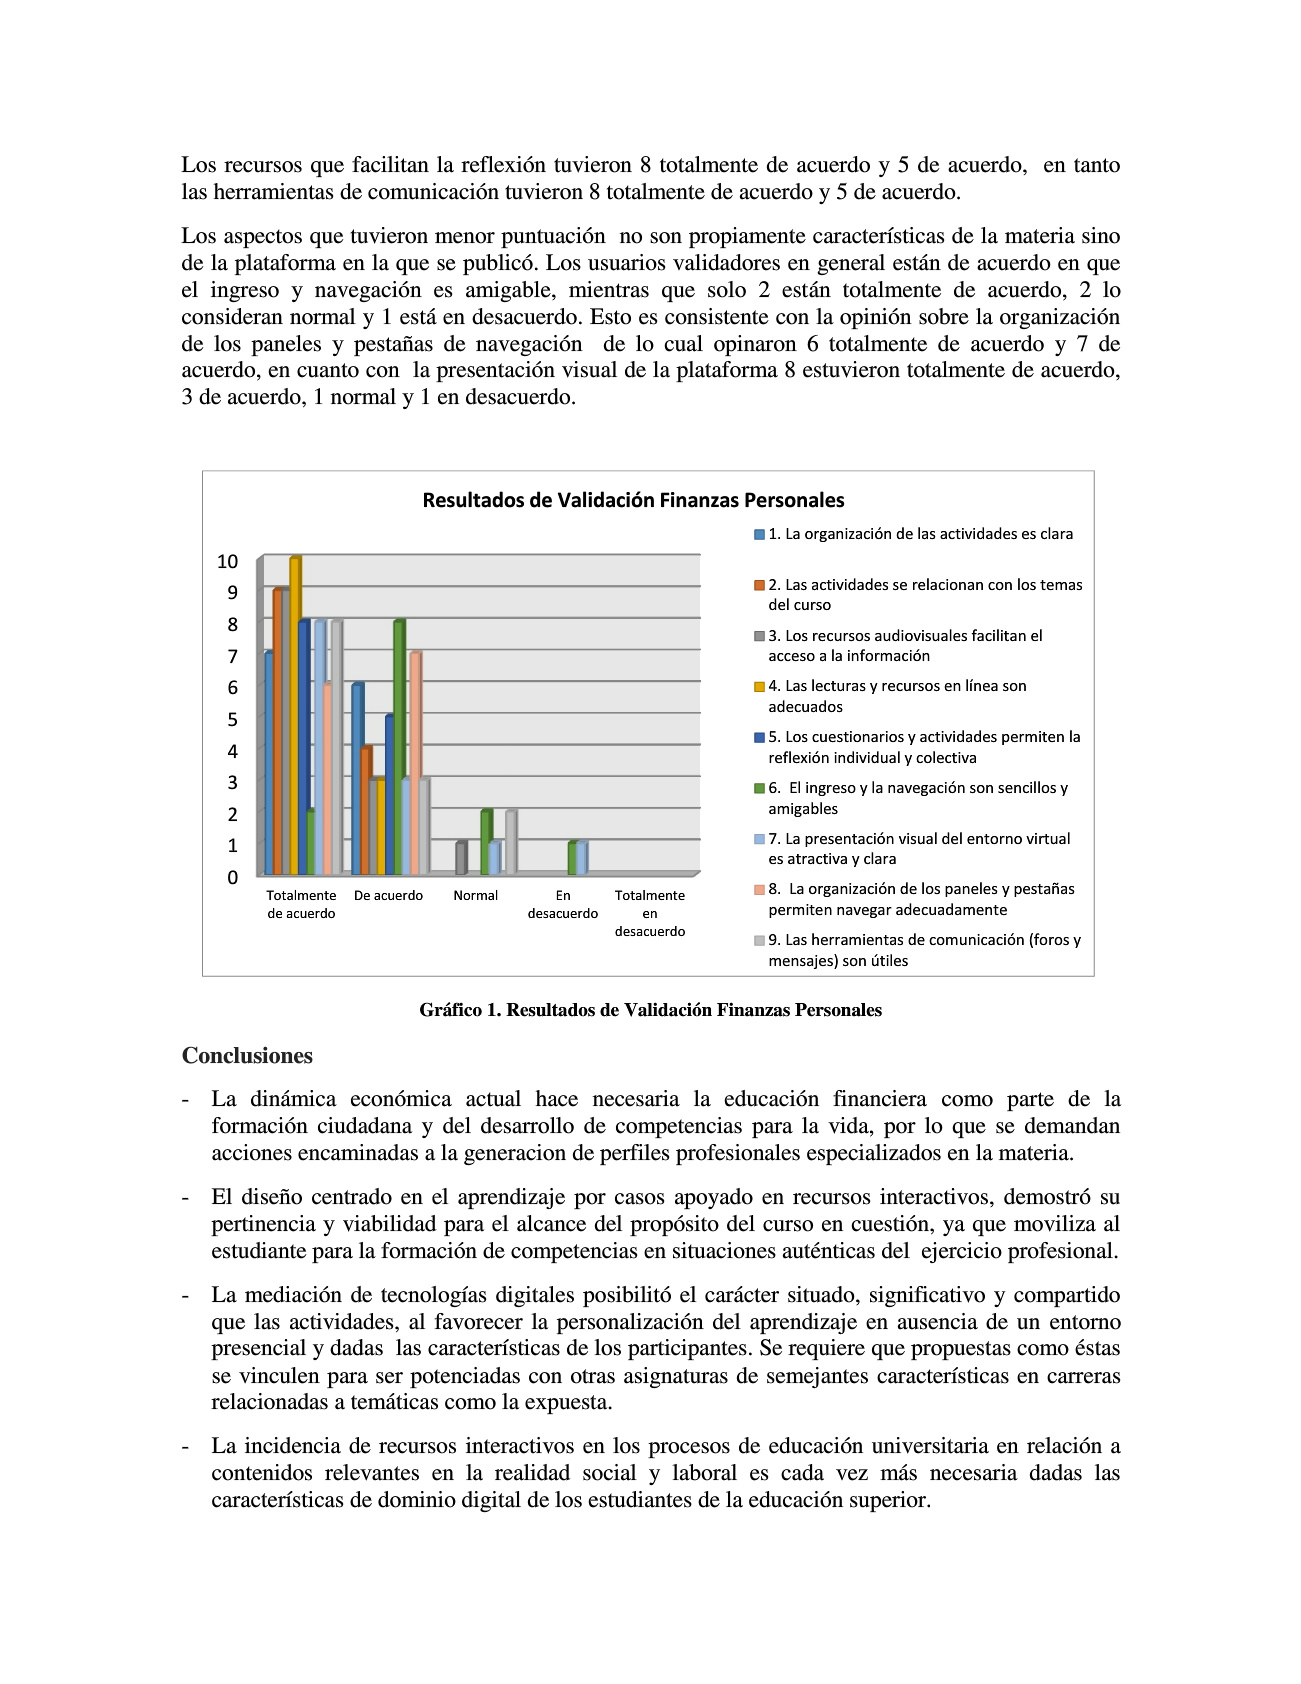 Los recursos que facilitan la reflexión tuvieron 8 totalmente de acuerdo y 5 de acuerdo, en tanto
las herramientas de comunicación tuvieron 8 totalmente de acuerdo y 5 de acuerdo.
Los aspectos que tuvieron menor puntuación no son propiamente características de la materia sino
de la plataforma en la que se publicó. Los usuarios validadores en general están de acuerdo en que
el ingreso y navegación es amigable, mientras que solo 2 están totalmente de acuerdo, 2 lo
consideran normal y 1 está en desacuerdo. Esto es consistente con la opinión sobre la organización
de los paneles y pestañas de navegación de lo cual opinaron 6 totalmente de acuerdo y 7 de
acuerdo, en cuanto con la presentación visual de la plataforma 8 estuvieron totalmente de acuerdo,
3 de acuerdo, 1 normal y 1 en desacuerdo.
Resultados de Validación Finanzas Personales
10
9
8
7
6
5
4
3
2
1
0
Totalmente
de acuerdo
De acuerdo
Normal
En
desacuerdo
Totalmente
en
desacuerdo
1. La organización de las actividades es clara
2. Las actividades se relacionan con los temas
del curso
3. Los recursos audiovisuales facilitan el
acceso a la información
4. Las lecturas y recursos en línea son
adecuados
5. Los cuestionarios y actividades permiten la
reflexión individual y colectiva
6. El ingreso y la navegación son sencillos y
amigables
7. La presentación visual del entorno virtual
es atractiva y clara
8. La organización de los paneles y pestañas
permiten navegar adecuadamente
9. Las herramientas de comunicación (foros y
mensajes) son útiles
Gráfico 1. Resultados de Validación Finanzas Personales
Conclusiones
- La dinámica económica actual hace necesaria la educación financiera como parte de la
formación ciudadana y del desarrollo de competencias para la vida, por lo que se demandan
acciones encaminadas a la generacion de perfiles profesionales especializados en la materia.
- El diseño centrado en el aprendizaje por casos apoyado en recursos interactivos, demostró su
pertinencia y viabilidad para el alcance del propósito del curso en cuestión, ya que moviliza al
estudiante para la formación de competencias en situaciones auténticas del ejercicio profesional.
- La mediación de tecnologías digitales posibilitó el carácter situado, significativo y compartido
que las actividades, al favorecer la personalización del aprendizaje en ausencia de un entorno
presencial y dadas las características de los participantes. Se requiere que propuestas como éstas
se vinculen para ser potenciadas con otras asignaturas de semejantes características en carreras
relacionadas a temáticas como la expuesta.
- La incidencia de recursos interactivos en los procesos de educación universitaria en relación a
contenidos relevantes en la realidad social y laboral es cada vez más necesaria dadas las
características de dominio digital de los estudiantes de la educación superior.